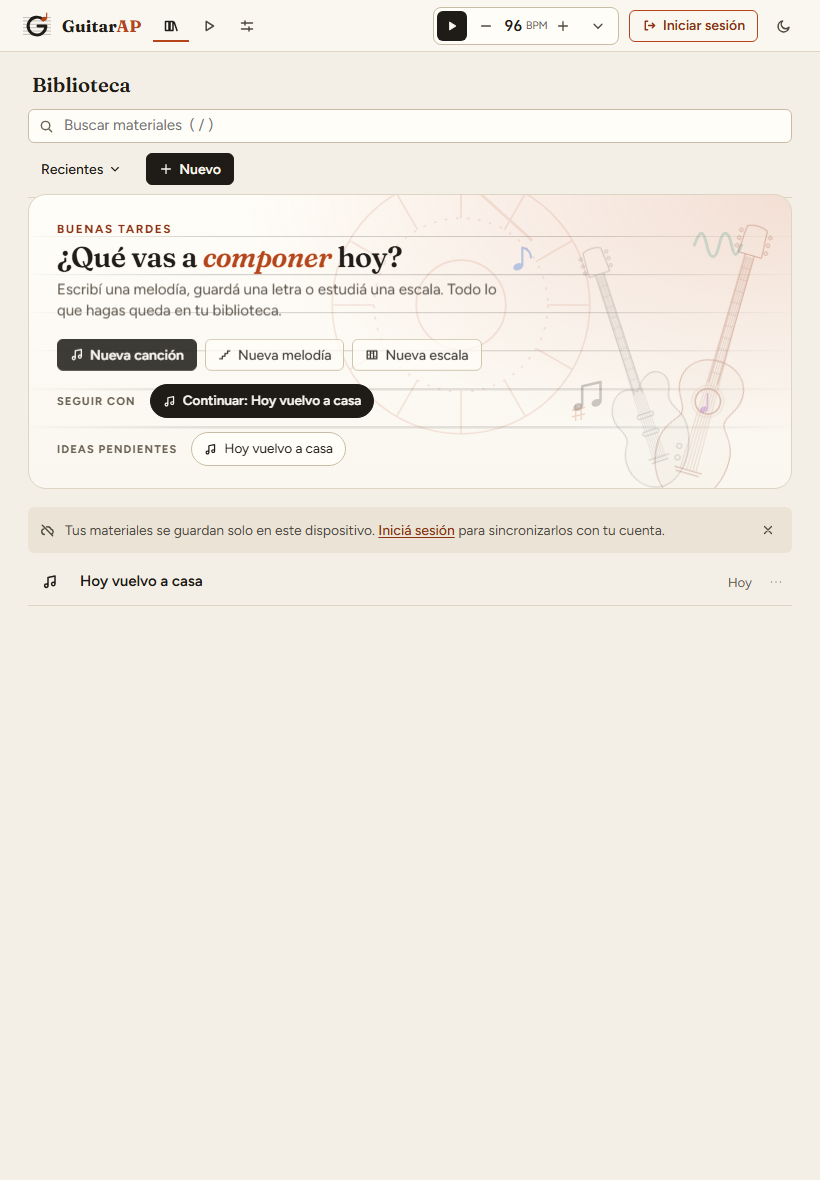 GuitarAP
96 BPM
Iniciar sesión
Biblioteca
Buscar materiales ( / )
Recientes
Nuevo
BUENAS TARDES
¿Qué vas a componer hoy?
Escribí una melodía, guardá una letra o estudiá una escala. Todo lo
que hagas queda en tu biblioteca.
Nueva canción
Nueva melodía
Nueva escala
SEGUIR CON
Continuar: Hoy vuelvo a casa
IDEAS PENDIENTES
Hoy vuelvo a casa
Tus materiales se guardan solo en este dispositivo. Iniciá sesión para sincronizarlos con tu cuenta.
Hoy vuelvo a casa
Hoy